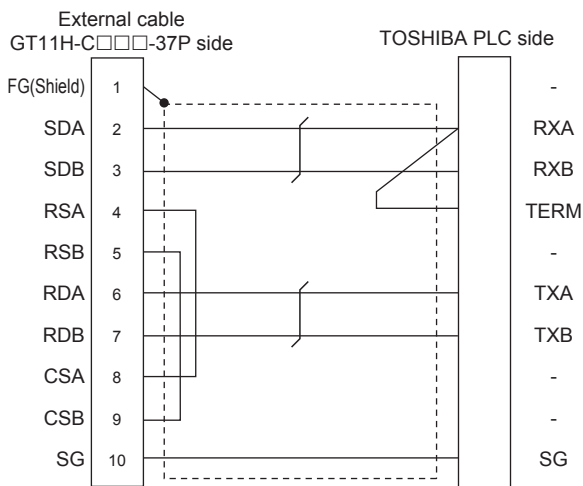 External cable
GT11H-C□□□-37P side
TOSHIBA PLC side
FG(Shield) 1 -
SDA 2 RXA
SDB 3 RXB
RSA 4 TERM
RSB 5 -
RDA 6 TXA
RDB 7 TXB
CSA 8 -
CSB 9 -
SG 10 SG